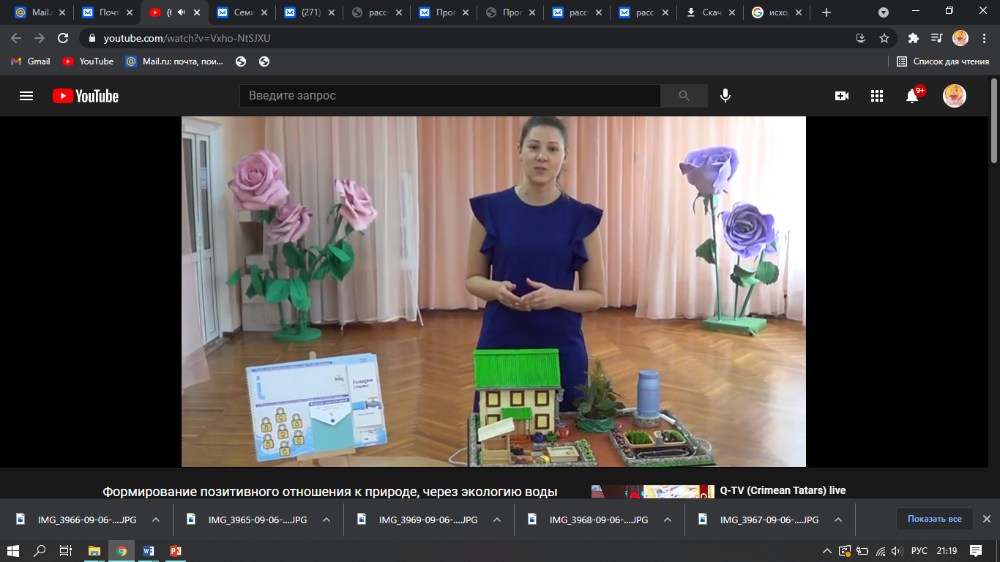 Mail.
Почт
(6
Семи
(271)
расс-
Прог
Прог
расс-
расс-
Скач
исход
youtube.com/watch?v=Vxho-NtSJXU
Gmail
YouTube
Mail.ru: почта, пои...
Список для чтения
YouTube
Введите запрос
9+
Формирование позитивного отношения к природе, через экологию воды
Q-TV (Crimean Tatars) live
IMG_3966-09-06-....JPG
IMG_3965-09-06-....JPG
IMG_3969-09-06-....JPG
IMG_3968-09-06-....JPG
IMG_3967-09-06-....JPG
Показать все
РУС
21:19